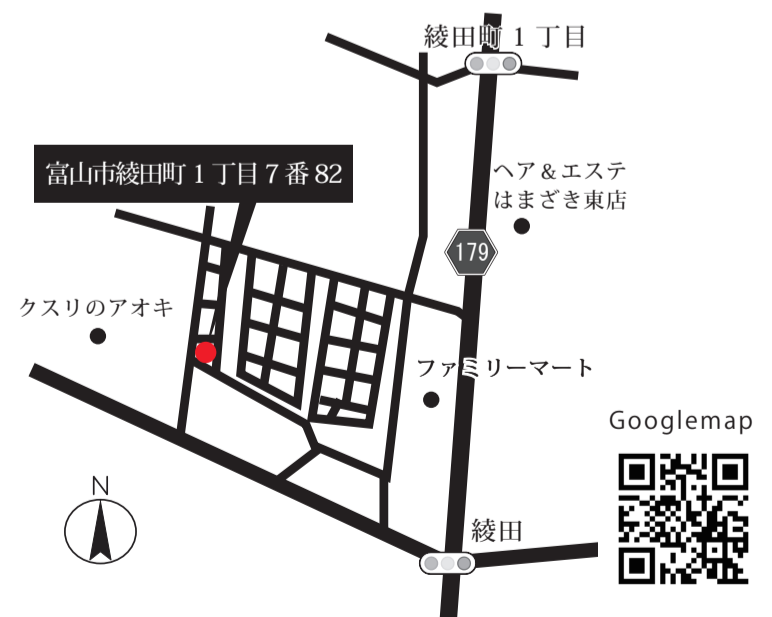 綾田町1丁目
富山市綾田町1丁目7番82
ヘア&エステ
はまざき東店
179
クスリのアオキ
ファミリーマート
Googlemap
N
綾田